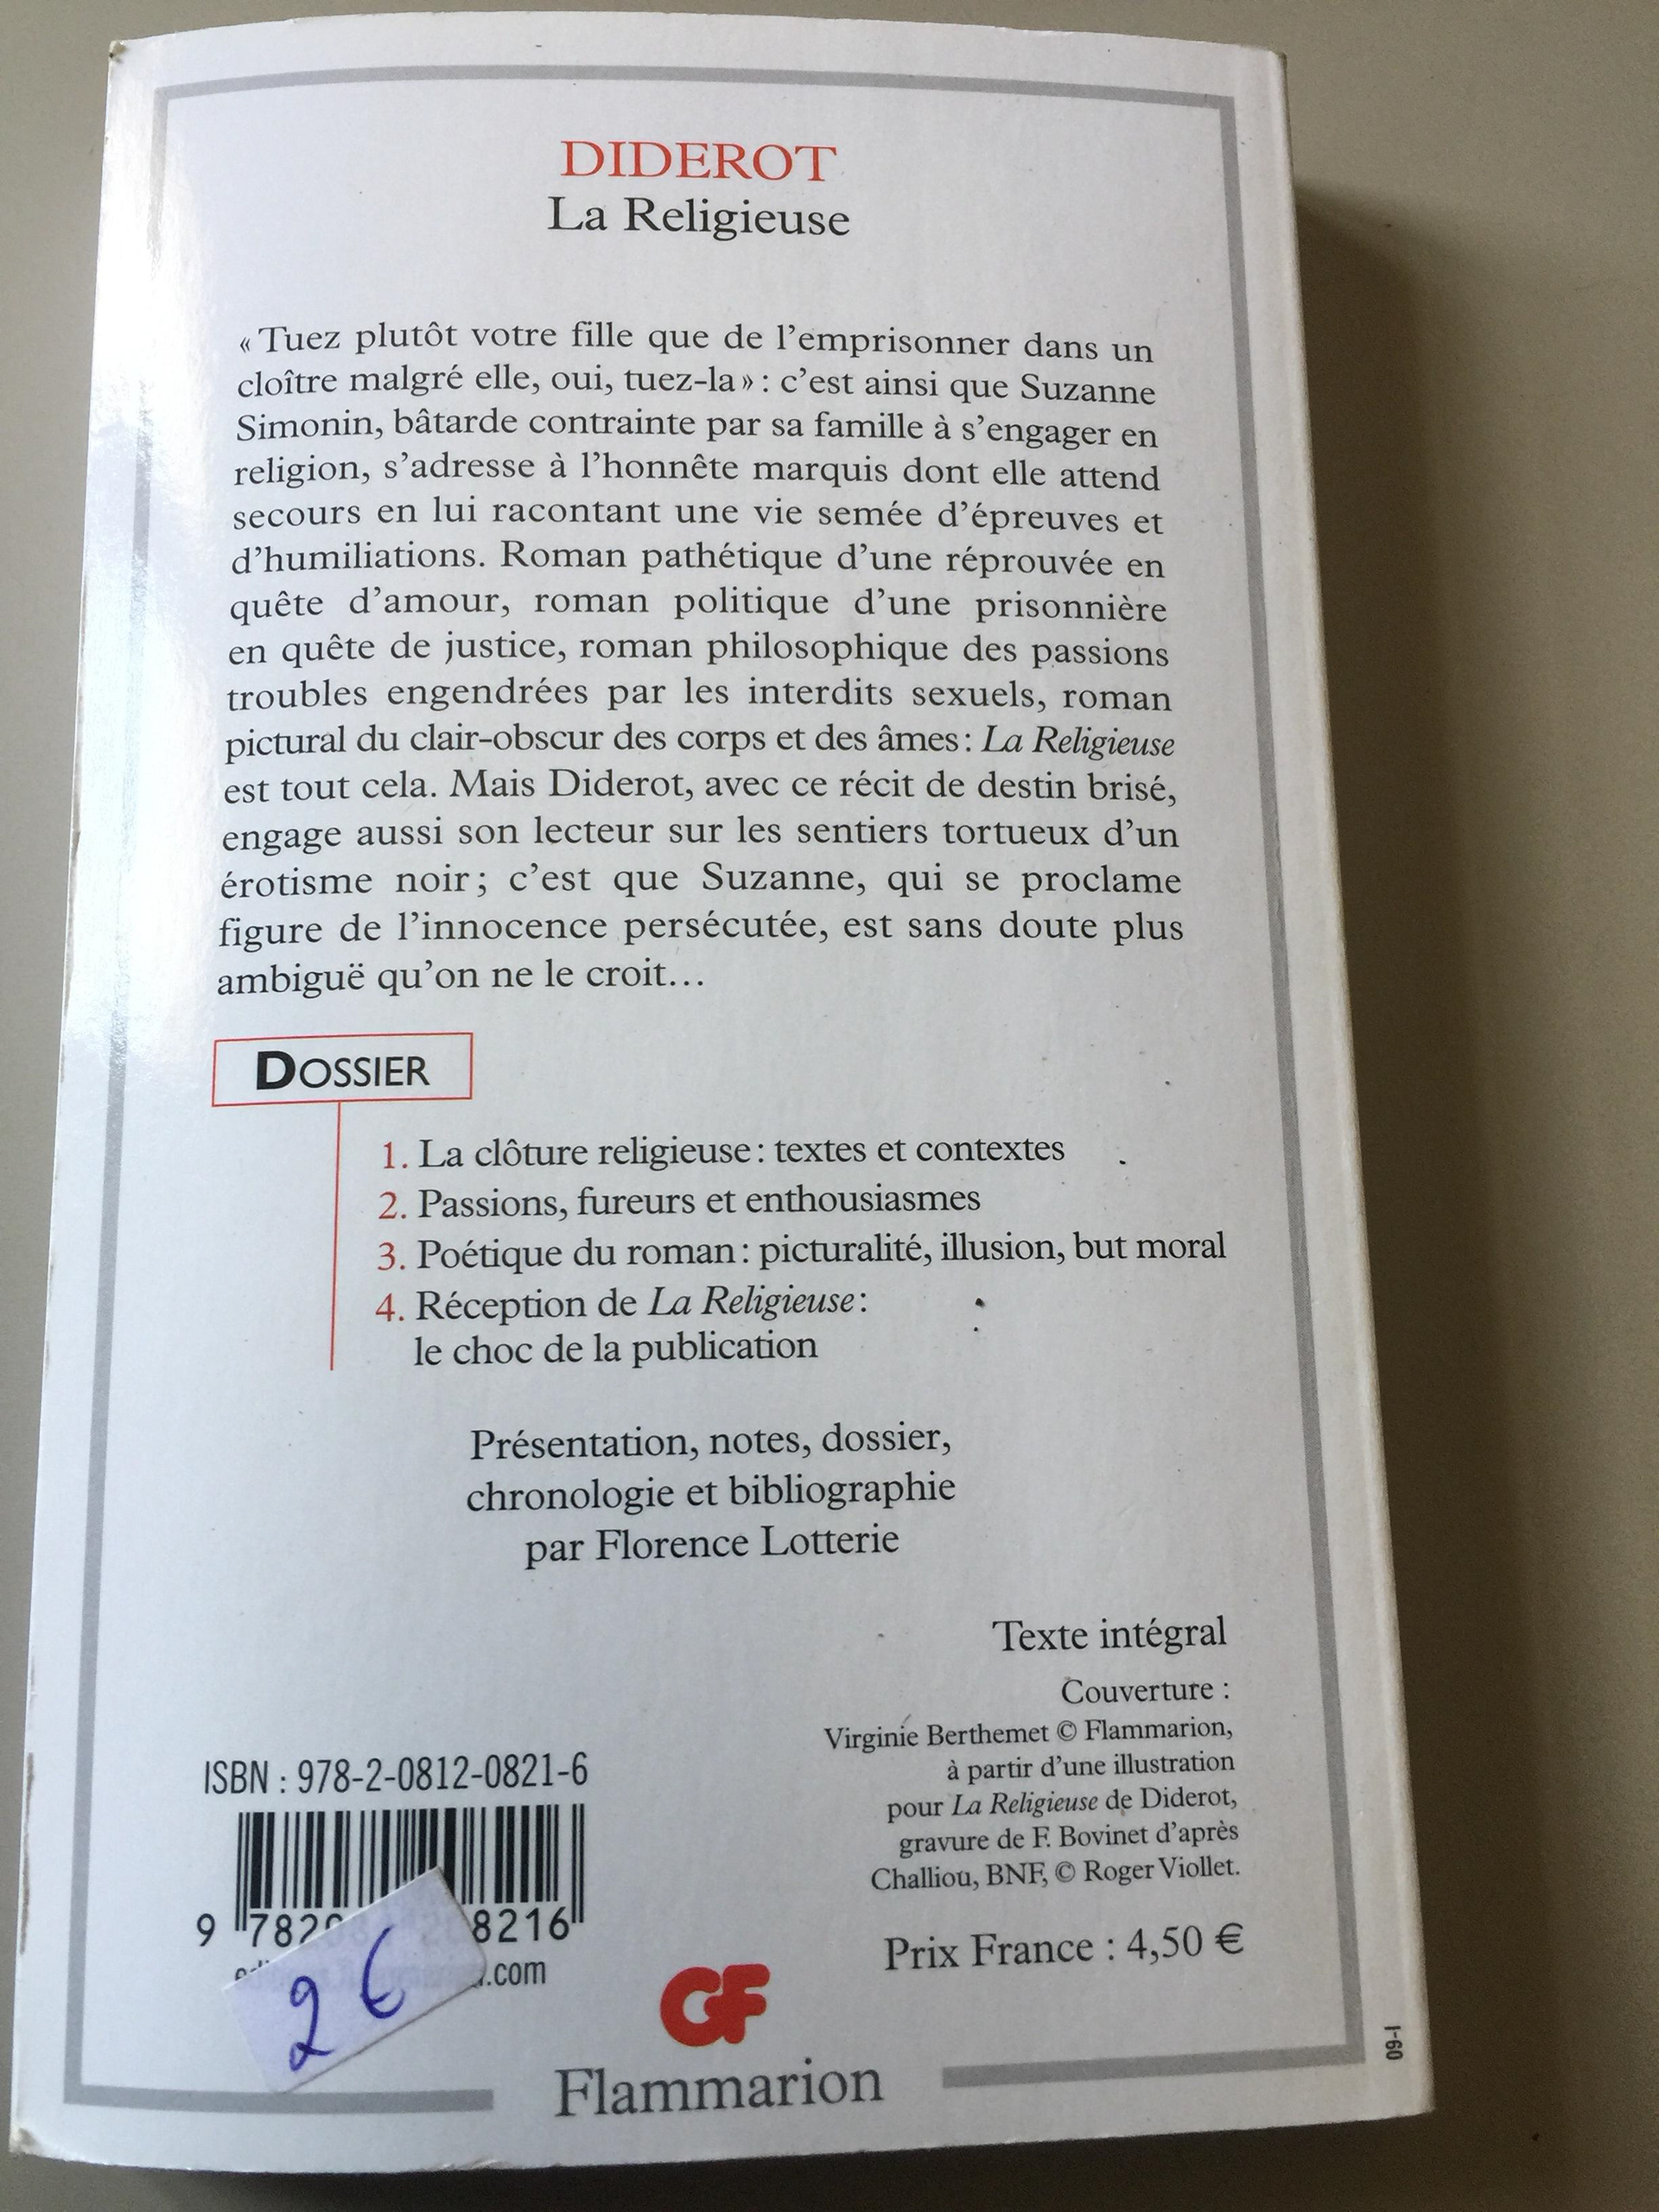 DIDEROT
La Religieuse
« Tuez plutôt votre fille que de l’emprisonner dans un
cloître malgré elle, oui, tuez-la » : c’est ainsi que Suzanne
Simonin, bâtarde contrainte par sa famille à s’engager en
religion, s’adresse à l’honnête marquis dont elle attend
secours en lui racontant une vie semée d’épreuves et
d’humiliations. Roman pathétique d’une réprouvée en
quête d’amour, roman politique d’une prisonnière
en quête de justice, roman philosophique des passions
troubles engendrées par les interdits sexuels, roman
pictural du clair-obscur des corps et des âmes : La Religieuse
est tout cela. Mais Diderot, avec ce récit de destin brisé,
engage aussi son lecteur sur les sentiers tortueux d’un
érotisme noir ; c’est que Suzanne, qui se proclame
figure de l’innocence persécutée, est sans doute plus
ambiguë qu’on ne le croit…
DOSSIER
1. La clôture religieuse : textes et contextes
2. Passions, fureurs et enthousiasmes
3. Poétique du roman : picturalité, illusion, but moral
4. Réception de La Religieuse :
le choc de la publication
Présentation, notes, dossier,
chronologie et bibliographie
par Florence Lotterie
Texte intégral
Couverture :
Virginie Berthemet © Flammarion,
à partir d’une illustration
pour La Religieuse de Diderot,
gravure de F. Bovinet d’après
Challiou, BNF, © Roger Viollet.
Prix France : 4,50 €
ISBN : 978-2-0812-0821-6
9 782 8216
.com
2 €
GF
Flammarion
09-I